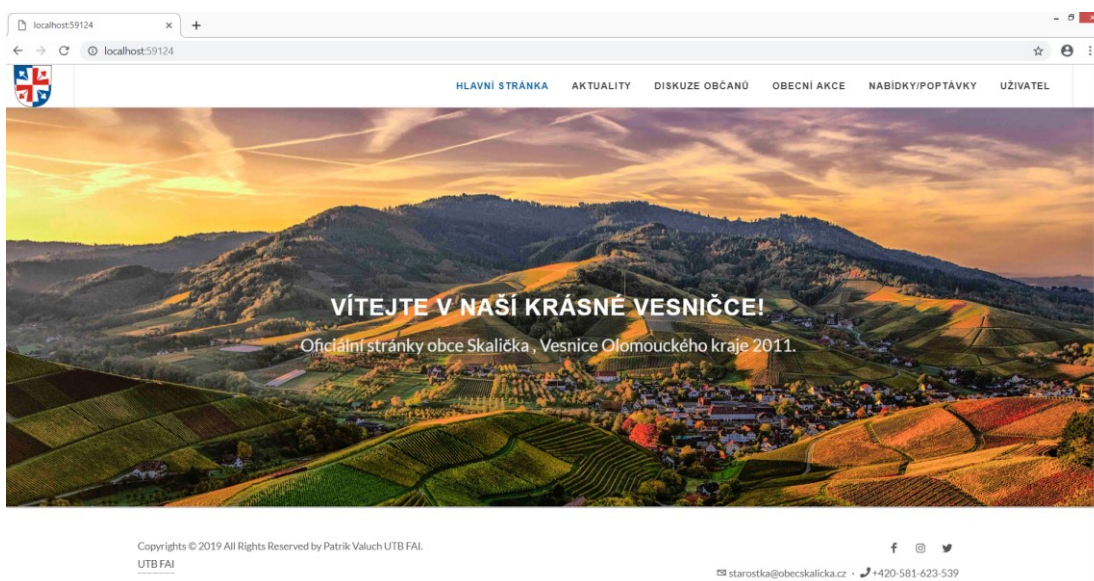 localhost:59124
localhost:59124
HLAVNÍ STRÁNKA AKTUALITY DISKUZE OBČANŮ OBECNÍ AKCE NABÍDKY/POPTÁVKY UŽIVATEL
VÍTEJTE V NAŠÍ KRÁSNÉ VESNIČCE!
Oficiální stránky obce Skalička , Vesnice Olomouckého kraje 2011.
Copyrights © 2019 All Rights Reserved by Patrik Valuch UTB FAI.
UTB FAI
starostka@obecskalicka.cz · +420-581-623-539